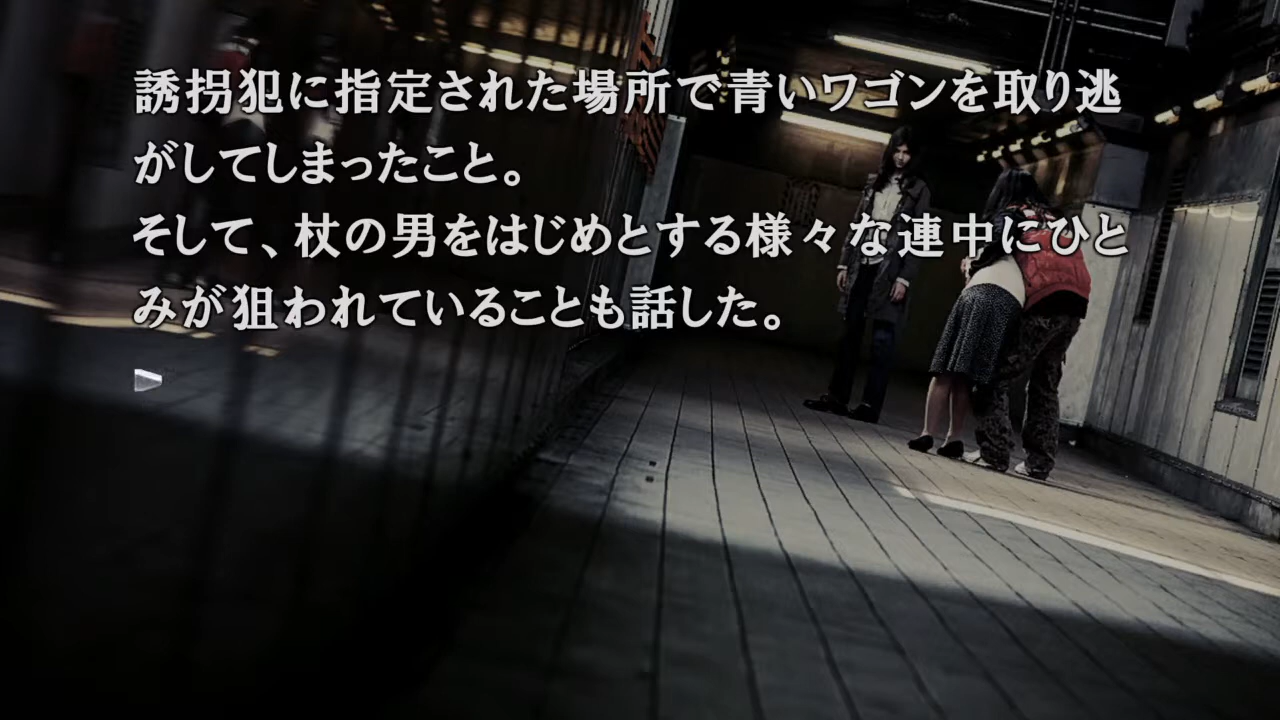 誘拐犯に指定された場所で青いワゴンを取り逃
がしてしまったこと。
そして、杖の男をはじめとする様々な連中にひと
みが狙われていることも話した。